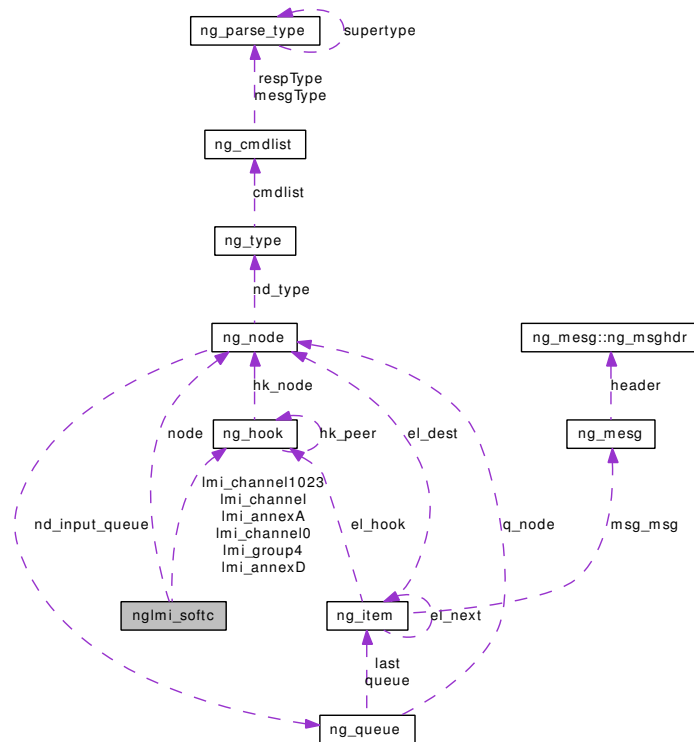 ng_parse_type
supertype
respType
mesgType
ng_cmdlist
cmdlist
ng_type
nd_type
ng_node
ng_mesg::ng_msghdr
hk_node
header
node
ng_hook
hk_peer
el_dest
ng_mesg
lmi_channel1023
lmi_channel
lmi_annexA
lmi_channel0
lmi_group4
lmi_annexD
nd_input_queue
el_hook
q_node
msg_msg
nglmi_softc
ng_item
el_next
last
queue
ng_queue